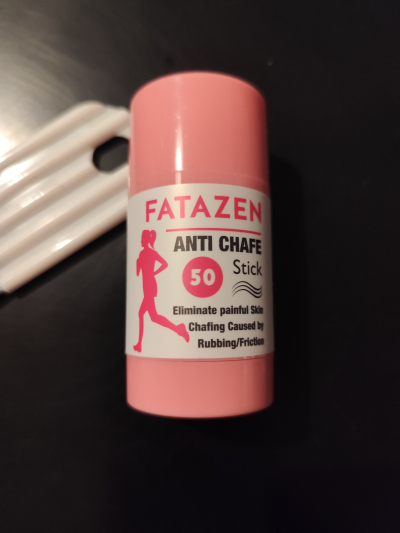 FATAZEN
ANTI CHAFE
50
Stick
Eliminate painful Skin
Chafing Caused by
Rubbing/Friction